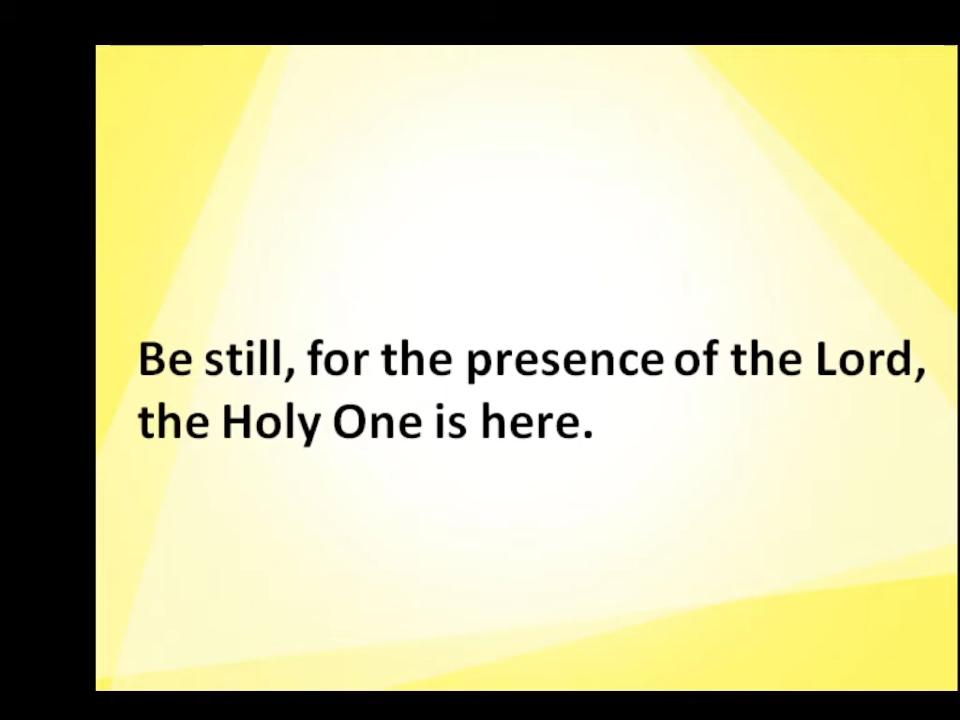 Be still, for the presence of the Lord,
the Holy One is here.